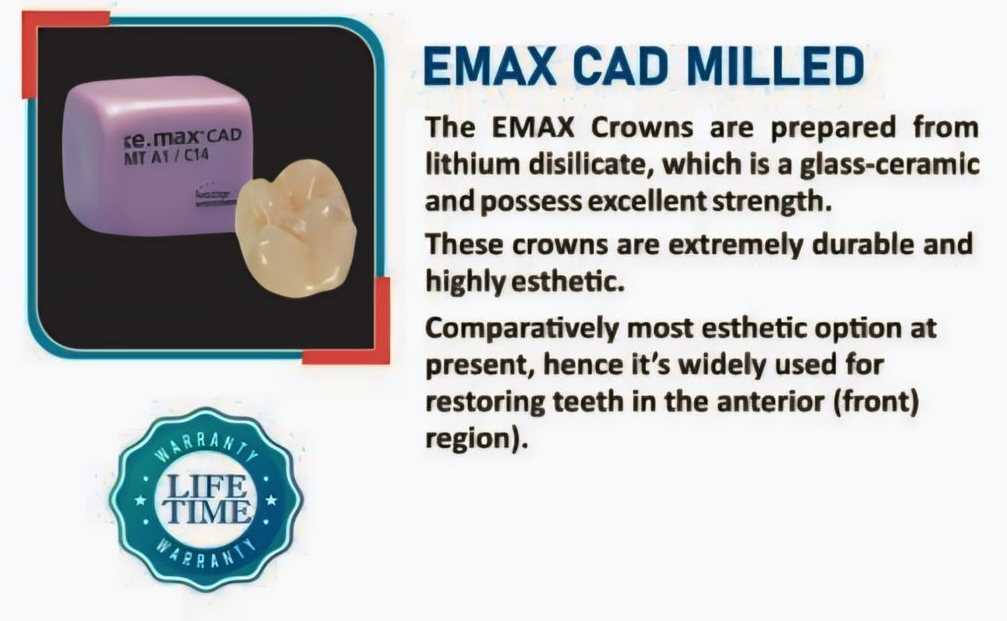 EMAX CAD MILLED
The EMAX Crowns are prepared from
lithium disilicate, which is a glass-ceramic
and possess excellent strength.
These crowns are extremely durable and
highly esthetic.
Comparatively most esthetic option at
present, hence it's widely used for
restoring teeth in the anterior (front)
region).
e.max CAD
MT A1 / C14
WARRANTY
LIFE
TIME
WARRANTY